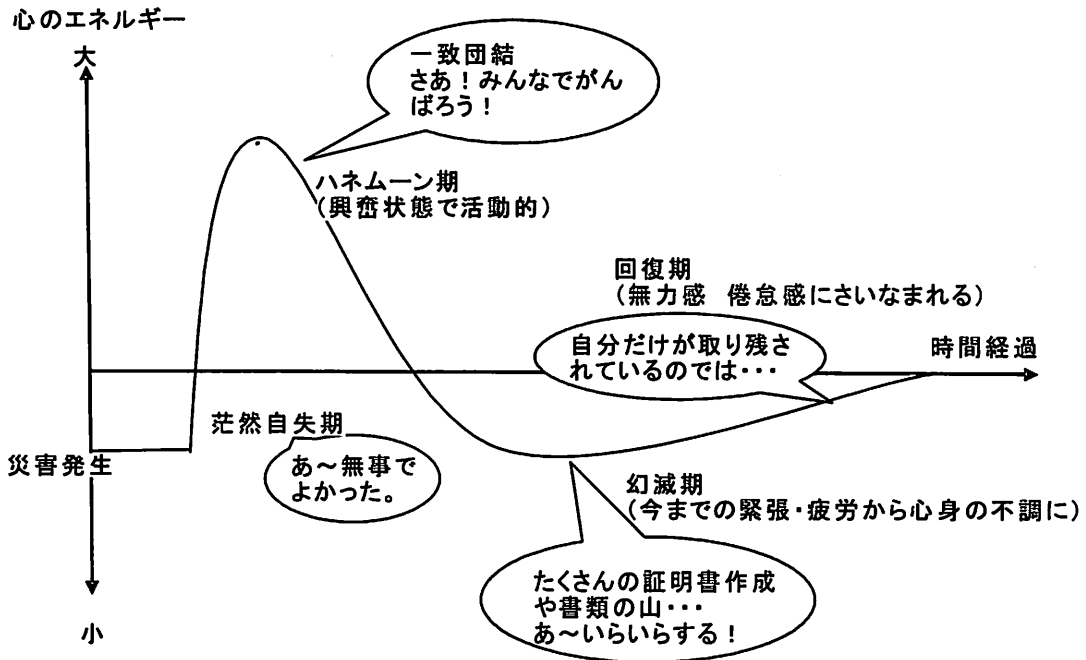 心のエネルギー
大
一致団結
さあ！みんなでがん
ばろう！
ハネムーン期
（興奮状態で活動的）
回復期
（無力感 倦怠感にさいなまれる）
自分だけが取り残さ
れているのでは・・・
時間経過
茫然自失期
あ～無事で
よかった。
災害発生
幻滅期
（今までの緊張・疲労から心身の不調に）
たくさんの証明書作成
や書類の山・・・
あ～いらいらする！
小